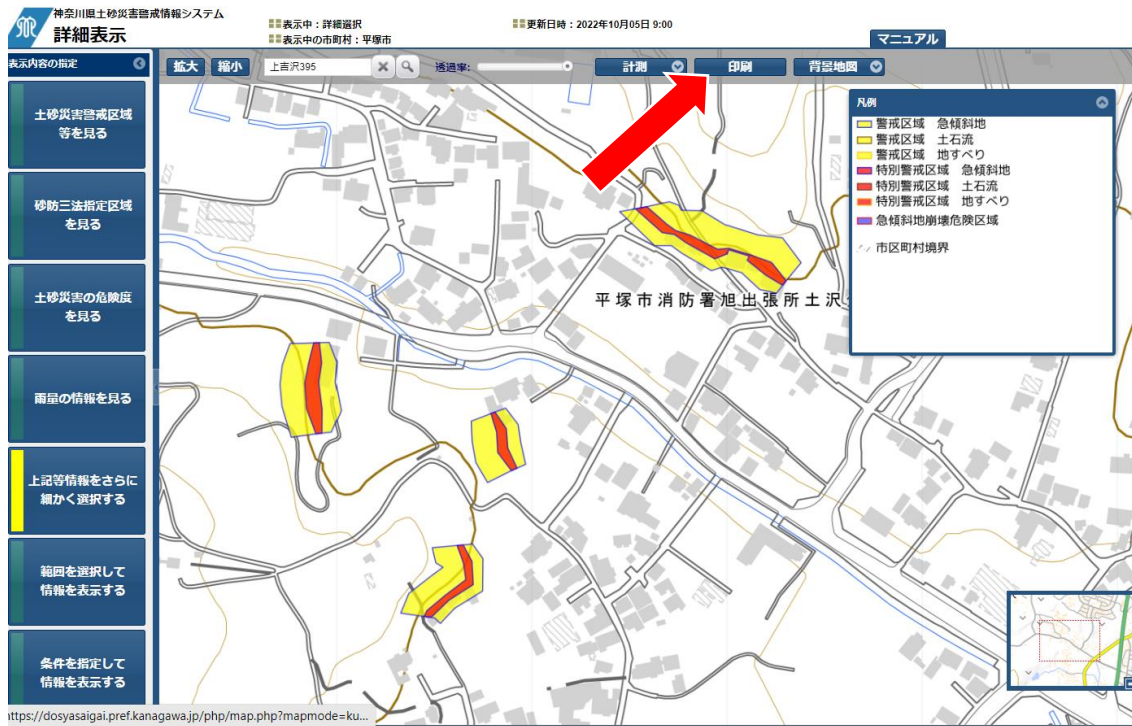 神奈川県土砂災害警戒情報システム
詳細表示
表示中：詳細選択
表示中の市町村：平塚市
更新日時：2022年10月05日 9:00
マニュアル
表示内容の指定
拡大
縮小
上吉沢395
透過率:
計測
印刷
背景地図
土砂災害警戒区域
等を見る
砂防三法指定区域
を見る
土砂災害の危険度
を見る
雨量の情報を見る
上記等情報をさらに
細かく選択する
範囲を選択して
情報を表示する
条件を指定して
情報を表示する
凡例
警戒区域　急傾斜地
警戒区域　土石流
警戒区域　地すべり
特別警戒区域　急傾斜地
特別警戒区域　土石流
特別警戒区域　地すべり
急傾斜地崩壊危険区域
市区町村境界
平塚市消防署旭出張所土沢
https://dosyasaigai.pref.kanagawa.jp/php/map.php?mapmode=ku...